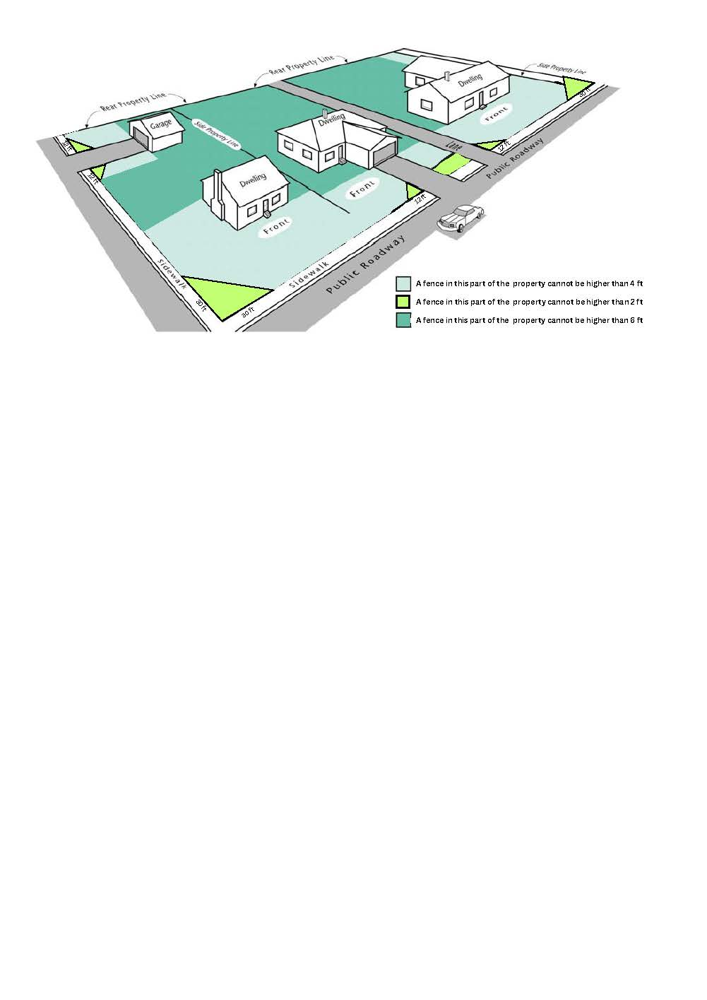 Rear Property Line
Rear Property Line
Side Property Line
Dwelling
30 ft
Garage
Side Property Line
Dwelling
Front
12 ft
Lane
12 ft
Public Roadway
12 ft
Dwelling
Front
12 ft
Front
Sidewalk
Sidewalk
Public Roadway
30 ft
30 ft
A fence in this part of the property cannot be higher than 4 ft
A fence in this part of the property cannot be higher than 2 ft
A fence in this part of the property cannot be higher than 6 ft